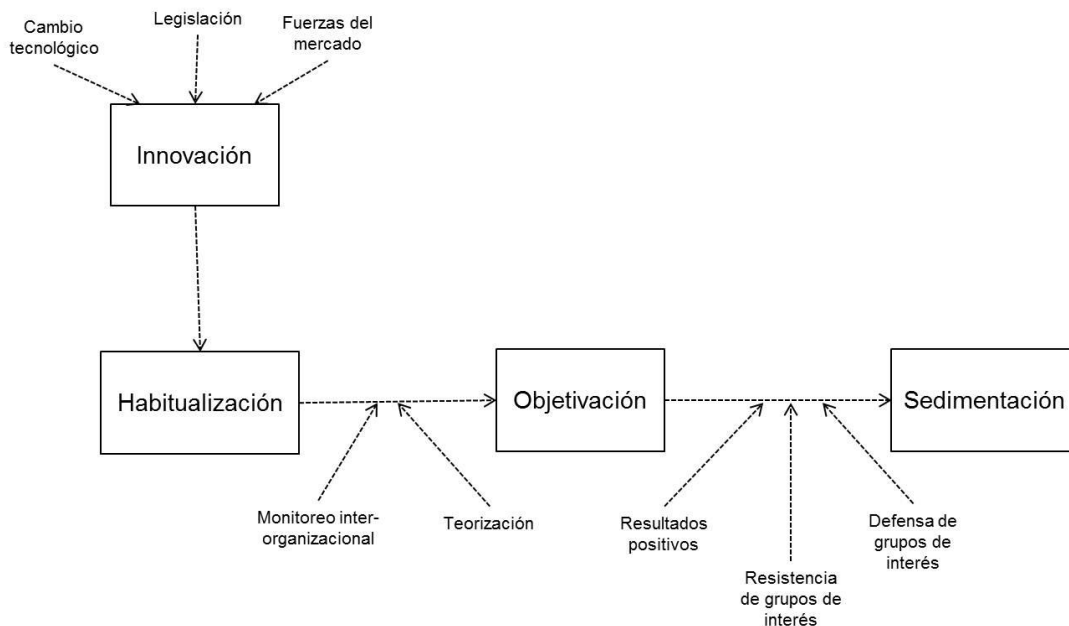 Cambio
tecnológico
Legislación
Fuerzas del
mercado
Innovación
Habitualización
Objetivación
Sedimentación
Monitoreo inter-
organizacional
Teorización
Resultados
positivos
Resistencia
de grupos de
interés
Defensa de
grupos de
interés